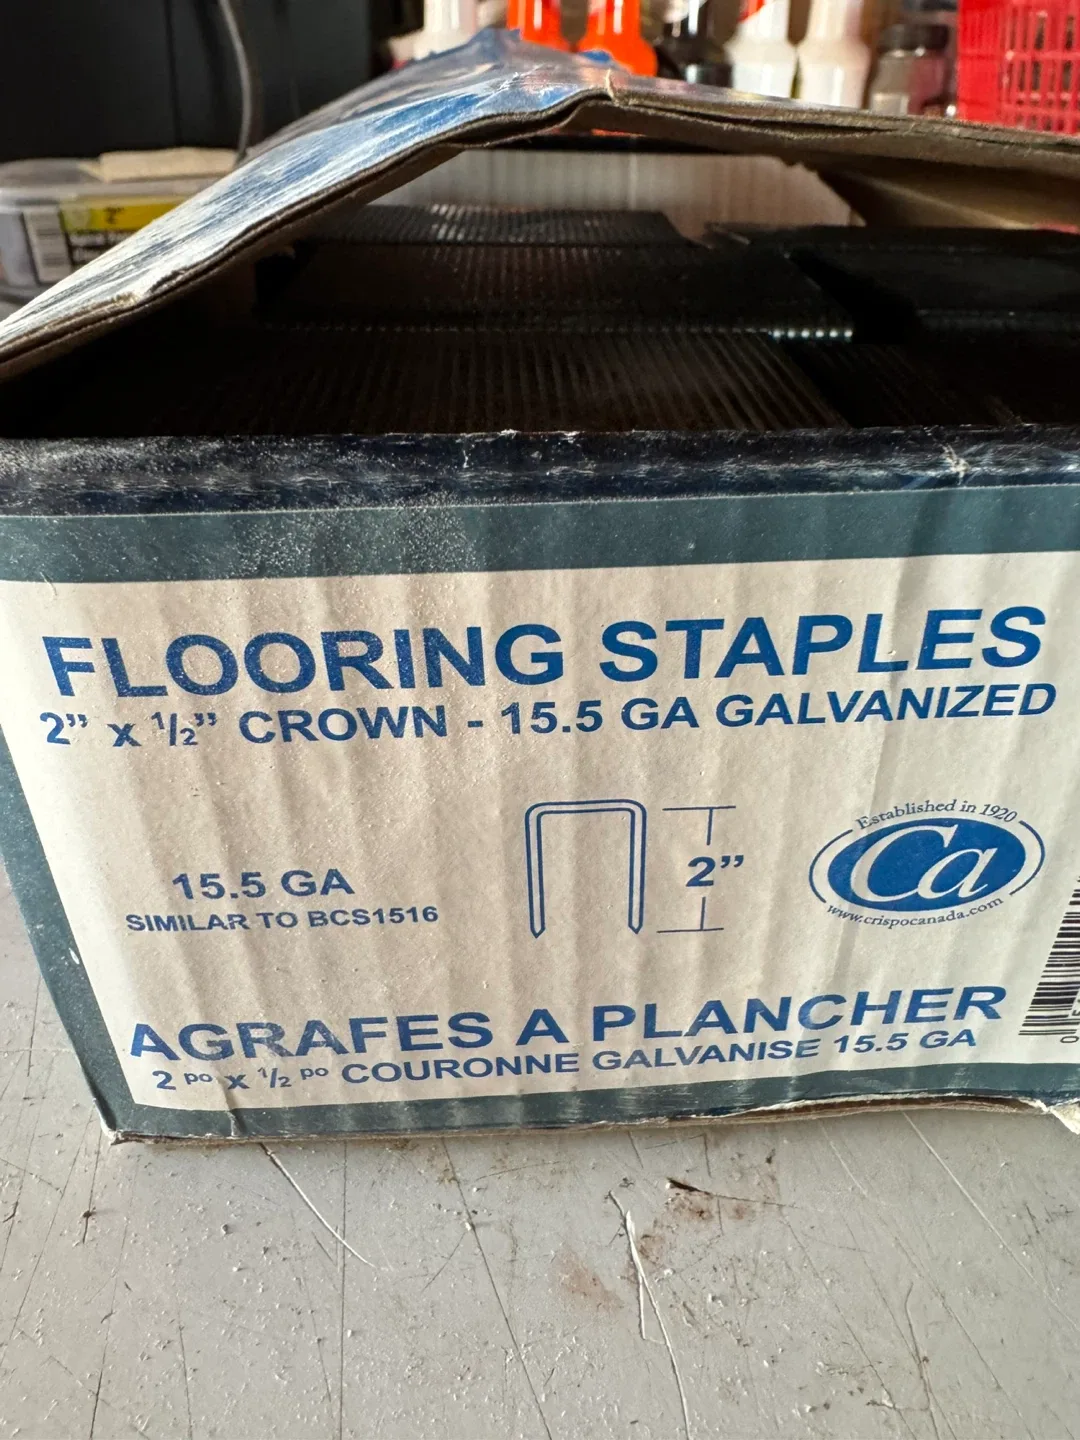 2"
FLOORING STAPLES
2” x 1/2” CROWN - 15.5 GA GALVANIZED
15.5 GA
SIMILAR TO BCS1516
2”
Established in 1920
Ca
www.crispocanada.com
AGRAFES A PLANCHER
2 po x 1/2 po COURONNE GALVANISE 15.5 GA